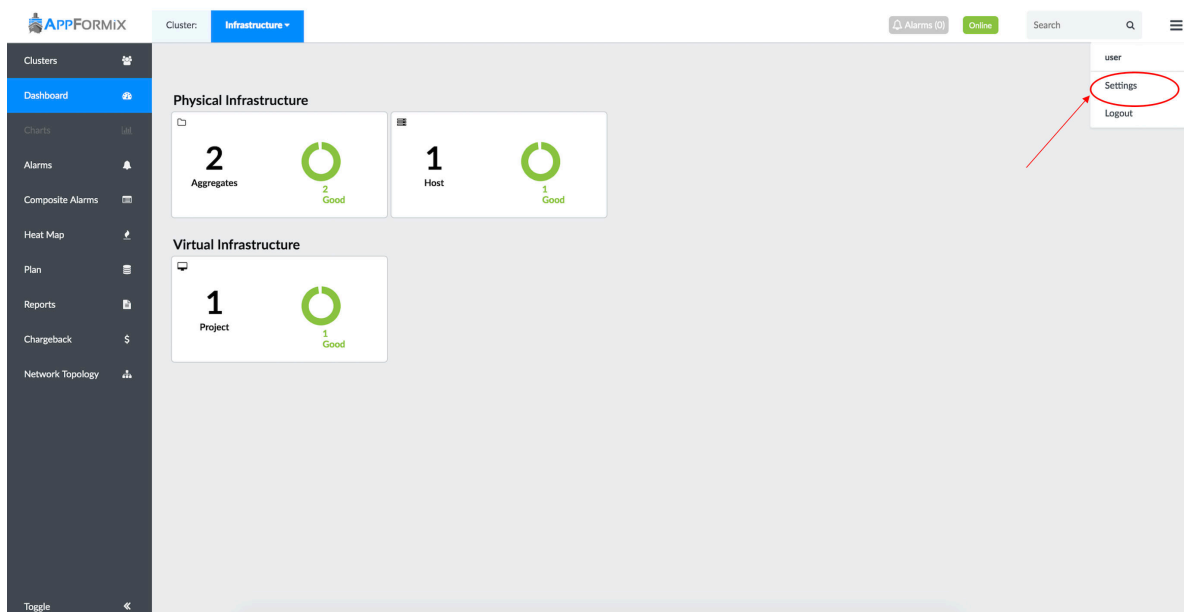 APPFORMIX
Cluster: Infrastructure
Alarms (0)
Online
Search
user
Settings
Logout
Clusters
Dashboard
Charts
Alarms
Composite Alarms
Heat Map
Plan
Reports
Chargeback
Network Topology
Toggle
Physical Infrastructure
2
Aggregates
2
Good
1
Host
1
Good
Virtual Infrastructure
1
Project
1
Good